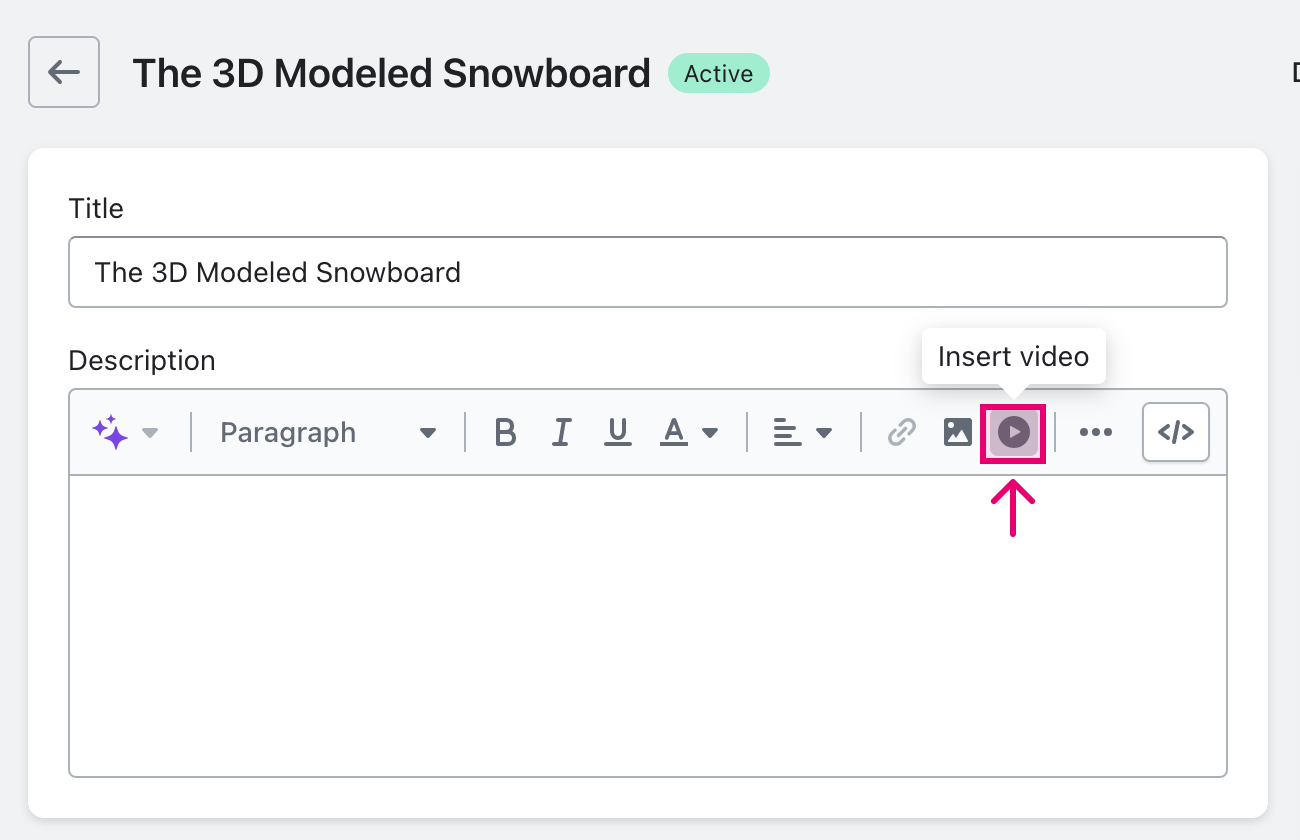 The 3D Modeled Snowboard Active
Title
The 3D Modeled Snowboard
Description
Insert video
Paragraph B I U A </>